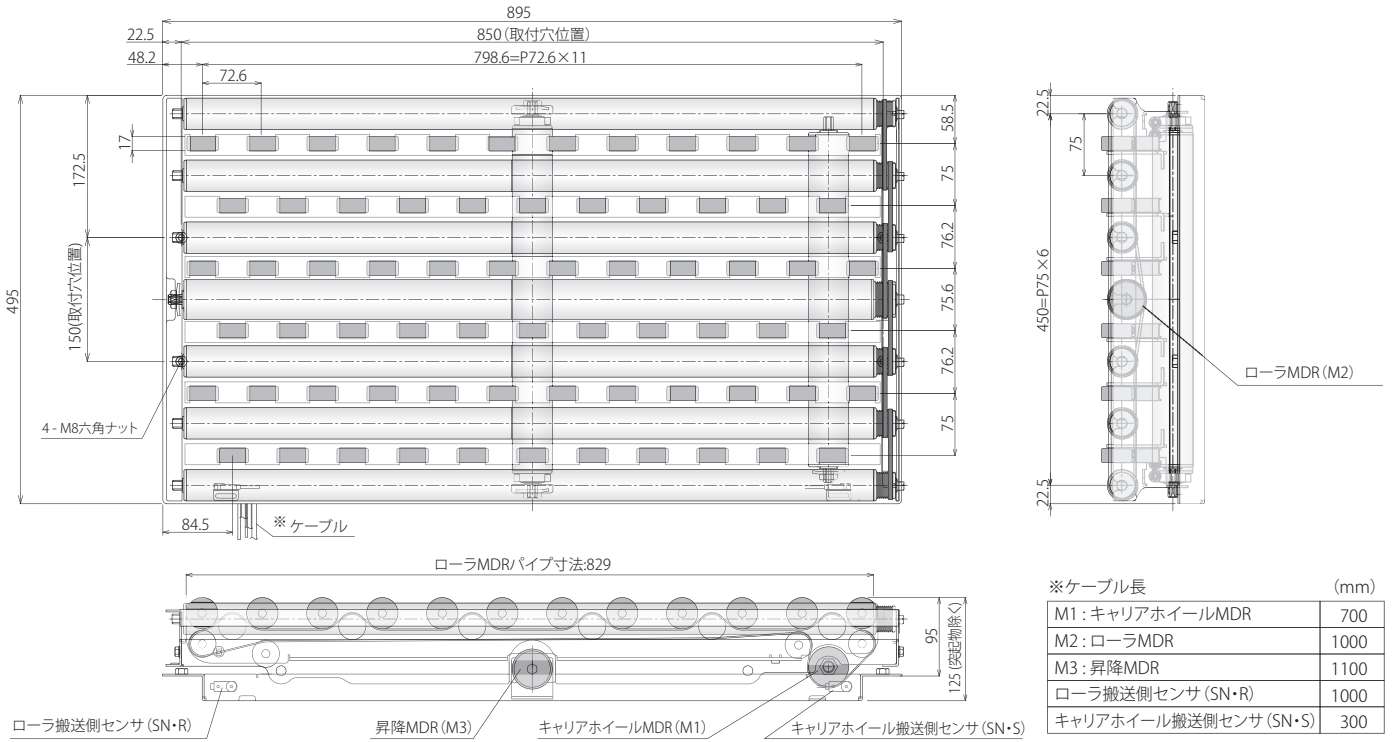 895
22.5
850(取付穴位置)
48.2
798.6=P72.6×11
72.6
17
172.5
150(取付穴位置)
495
58.5
75
76.2
75.6
76.2
75
4 - M8六角ナット
84.5
※ ケーブル
22.5
75
450=P75×6
22.5
ローラMDR(M2)
ローラMDRパイプ寸法:829
95
125(突起物除く)
ローラ搬送側センサ(SN・R)
昇降MDR(M3)
キャリアホイールMDR(M1)
キャリアホイール搬送側センサ(SN・S)
※ケーブル長 (mm)
M1:キャリアホイールMDR 700
M2:ローラMDR 1000
M3:昇降MDR 1100
ローラ搬送側センサ(SN・R) 1000
キャリアホイール搬送側センサ(SN・S) 300